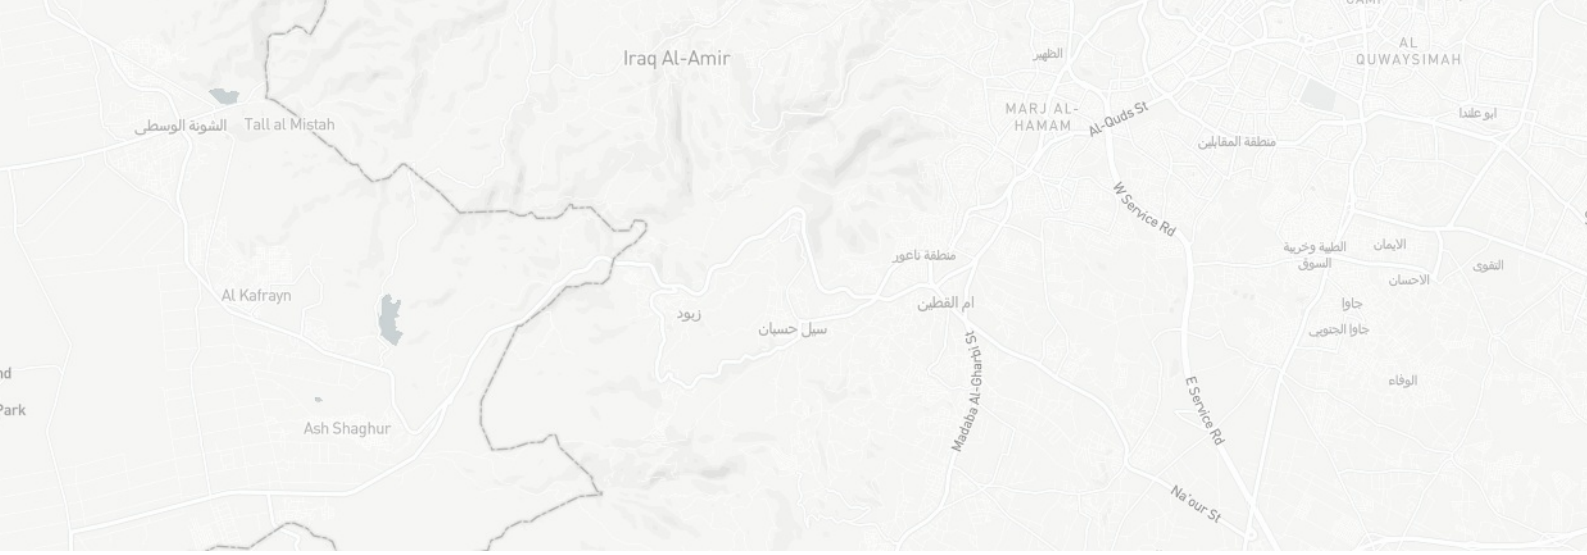 CAMP
AL
QUWAYSIMAH
Iraq Al-Amir
الظهير
MARJ AL-
HAMAM
Al-Quds St
ابو علندا
الشونة الوسطى
Tall al Mistah
منطقة المقابلين
W Service Rd
الطيبة وخريبة
السوق
الايمان
منطقة ناعور
التقوى
الاحسان
Al Kafrayn
ام القطين
جاوا
زبود
سيل حسبان
جاوا الجنوبي
Madaba Al-Gharbi St
nd
Park
الوفاء
E Service Rd
Ash Shaghur
Na'our St